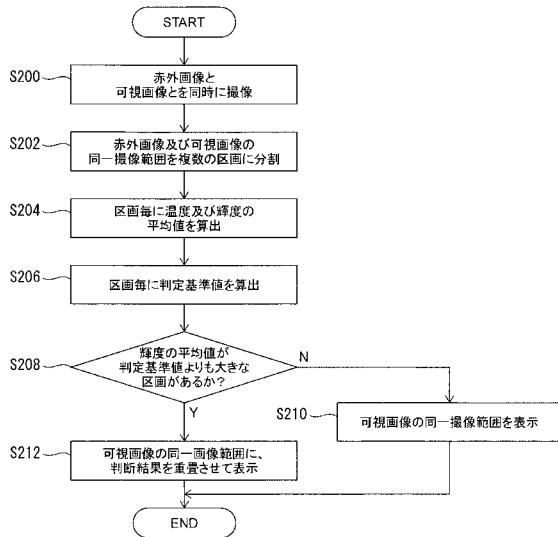 START
S200
赤外画像と
可視画像とを同時に撮像
S202
赤外画像及び可視画像の
同一撮像範囲を複数の区画に分割
S204
区画毎に温度及び輝度の
平均値を算出
S206
区画毎に判定基準値を算出
S208
輝度の平均値が
判定基準値よりも大きな
区画があるか?
N
Y
S210
可視画像の同一撮像範囲を表示
S212
可視画像の同一画像範囲に、
判断結果を重畳させて表示
END